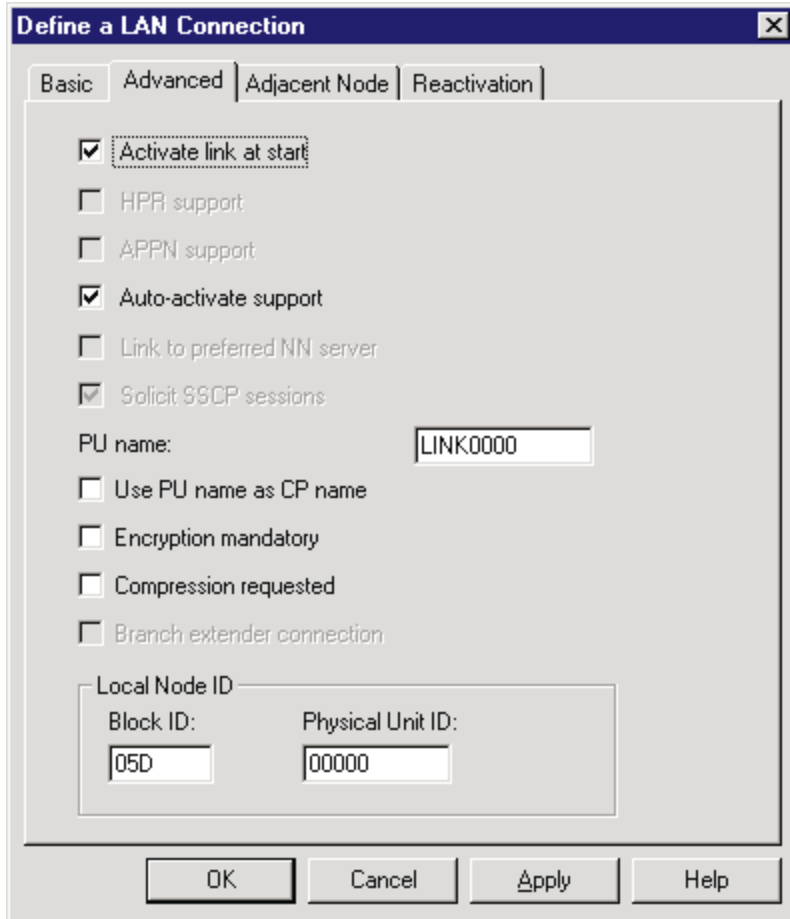 Define a LAN Connection
Basic Advanced Adjacent Node Reactivation
Activate link at start
HPR support
APPN support
Auto-activate support
Link to preferred NN server
Solicit SSCP sessions
PU name: LINK0000
Use PU name as CP name
Encryption mandatory
Compression requested
Branch extender connection
Local Node ID
Block ID: Physical Unit ID:
05D 00000
OK Cancel Apply Help